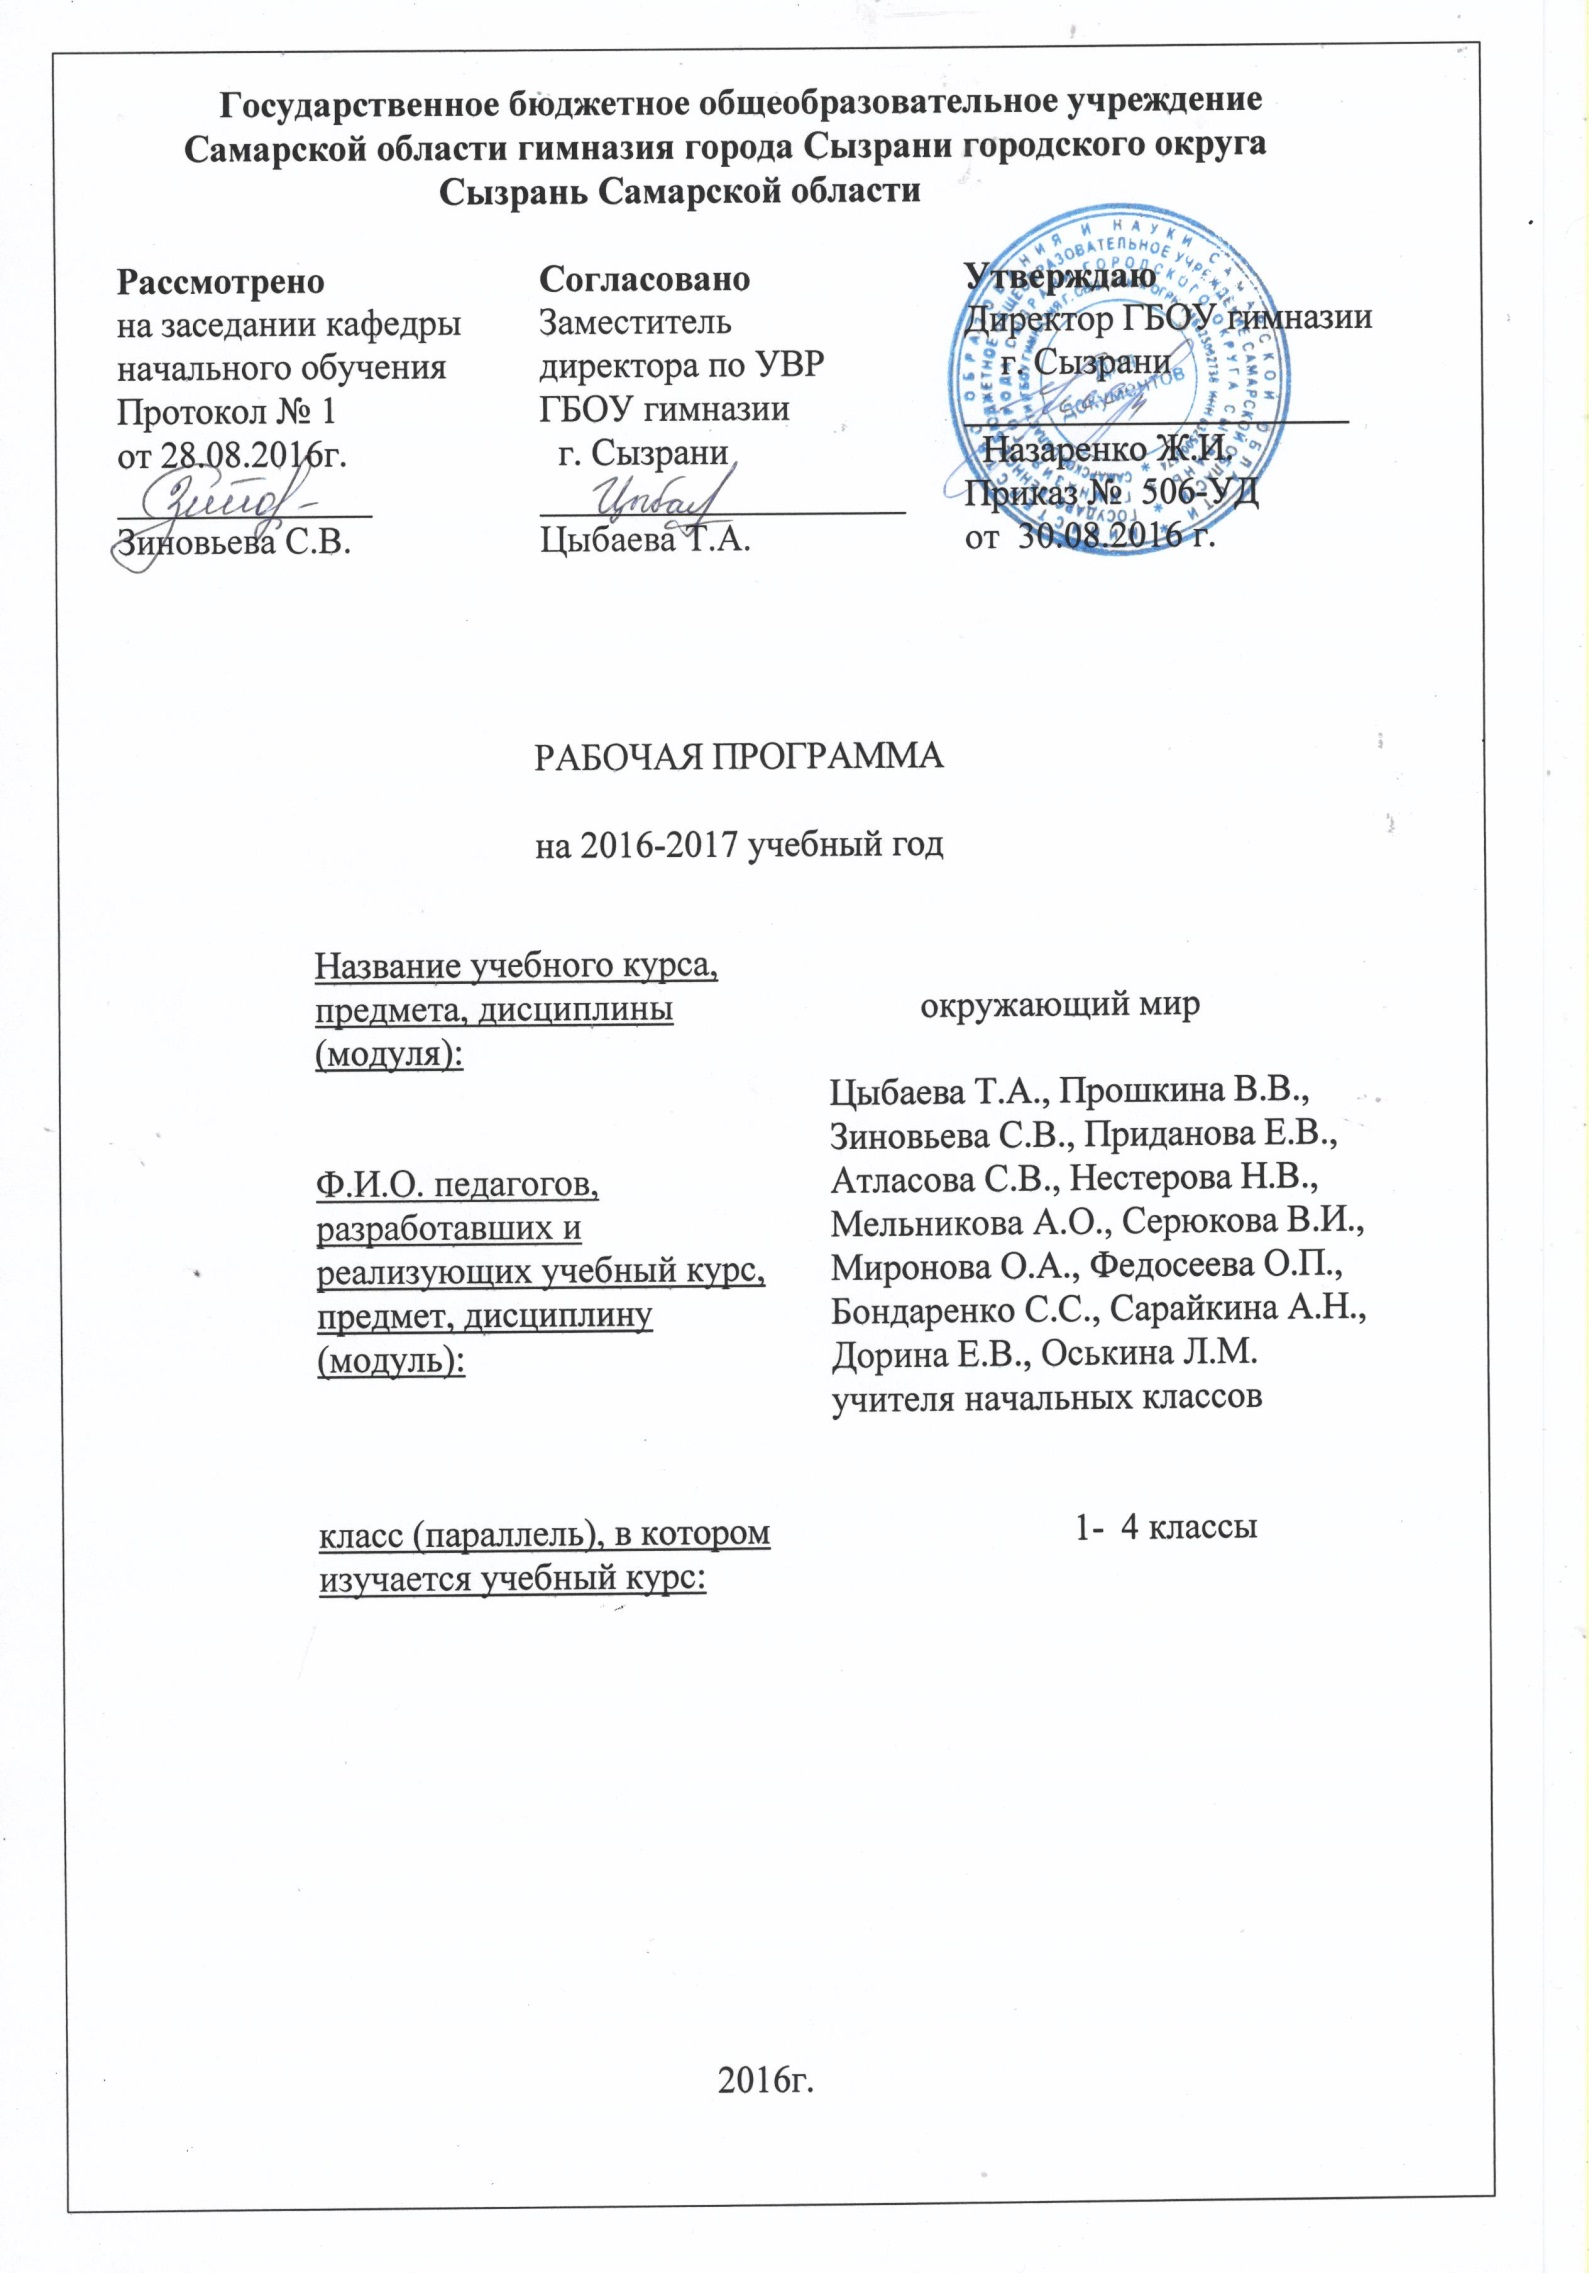 Государственное бюджетное общеобразовательное учреждение
Самарской области гимназия города Сызрани городского округа
Сызрань Самарской области
Рассмотрено
на заседании кафедры
начального обучения
Протокол № 1
от 28.08.2016г.
Зиновьева С.В.
Согласовано
Заместитель
директора по УВР
ГБОУ гимназии
г. Сызрани
Цыбаева Т.А.
Утверждаю
Директор ГБОУ гимназии
г. Сызрани
Назаренко Ж.И.
Приказ № 506-УД
от 30.08.2016 г.
документов
РАБОЧАЯ ПРОГРАММА
на 2016-2017 учебный год
Название учебного курса,
предмета, дисциплины
(модуля):
окружающий мир
Ф.И.О. педагогов,
разработавших и
реализующих учебный курс,
предмет, дисциплину
(модуль):
Цыбаева Т.А., Прошкина В.В.,
Зиновьева С.В., Приданова Е.В.,
Атласова С.В., Нестерова Н.В.,
Мельникова А.О., Серюкова В.И.,
Миронова О.А., Федосеева О.П.,
Бондаренко С.С., Сарайкина А.Н.,
Дорина Е.В., Оськина Л.М.
учителя начальных классов
класс (параллель), в котором
изучается учебный курс:
1- 4 классы
2016г.